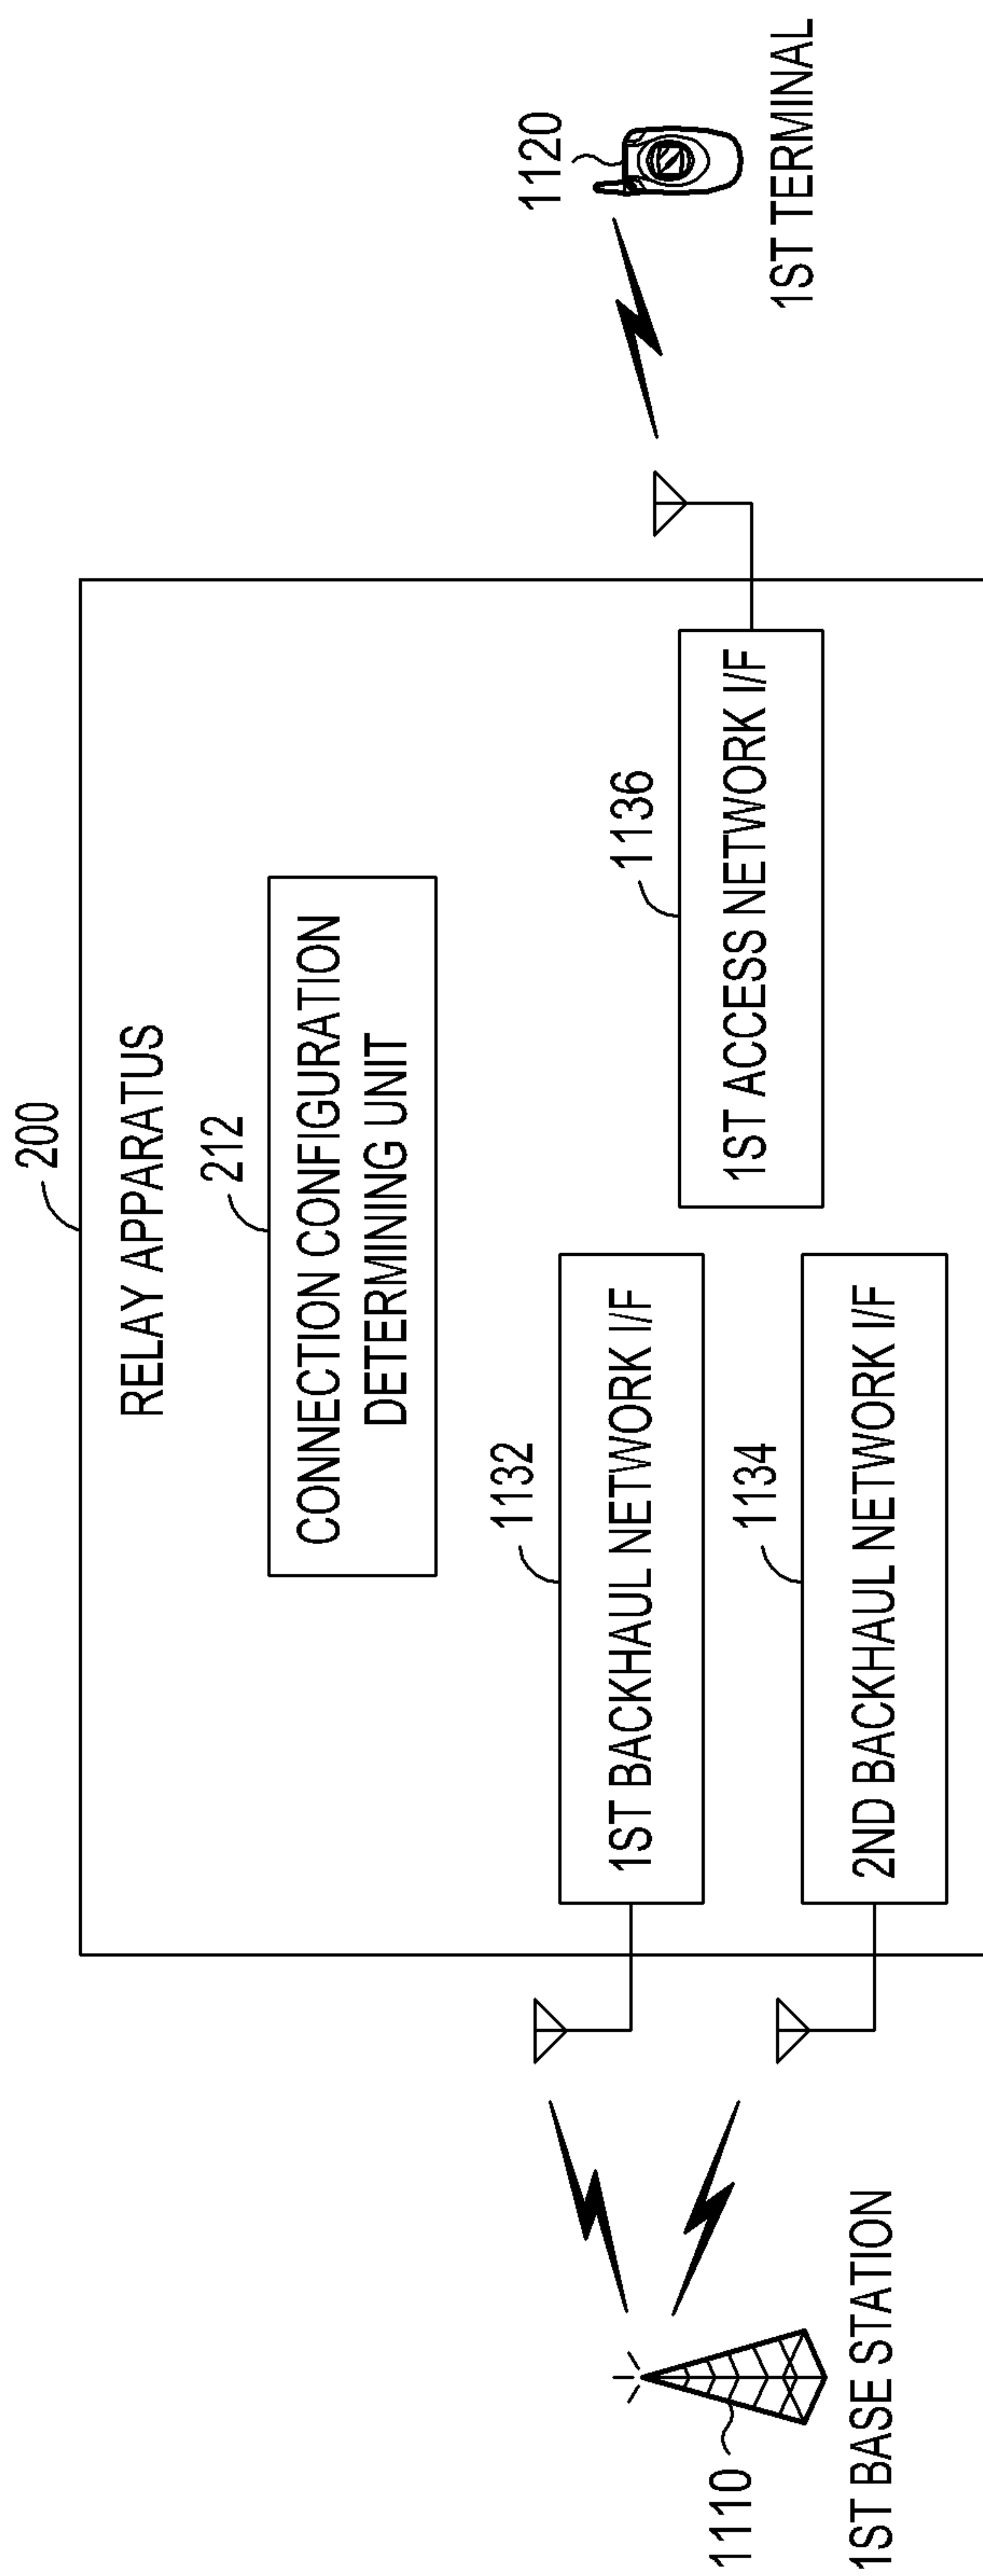 200
RELAY APPARATUS
212
CONNECTION CONFIGURATION
DETERMINING UNIT
1132
1ST BACKHAUL NETWORK I/F
1134
2ND BACKHAUL NETWORK I/F
1136
1ST ACCESS NETWORK I/F
1110
1ST BASE STATION
1120
1ST TERMINAL